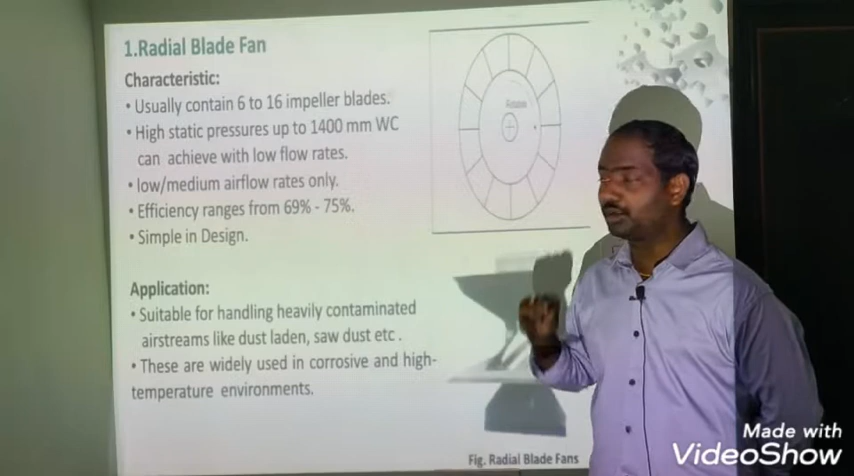 1.Radial Blade Fan
Characteristic:
• Usually contain 6 to 16 impeller blades.
• High static pressures up to 1400 mm WC
can achieve with low flow rates.
• low/medium airflow rates only.
• Efficiency ranges from 69% - 75%.
• Simple in Design.
Application:
• Suitable for handling heavily contaminated
airstreams like dust laden, saw dust etc .
• These are widely used in corrosive and high-
temperature environments.
Fig. Radial Blade Fans
Made with
VideoShow